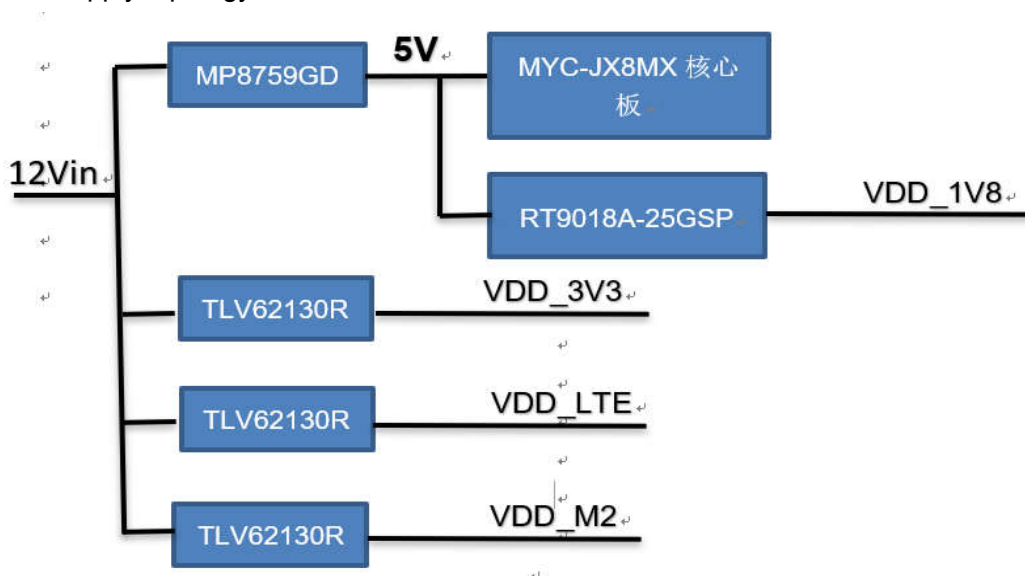 MP8759GD
5V
MYC-JX8MX 核心
板
12Vin
RT9018A-25GSP
VDD_1V8
TLV62130R
VDD_3V3
TLV62130R
VDD_LTE
TLV62130R
VDD_M2